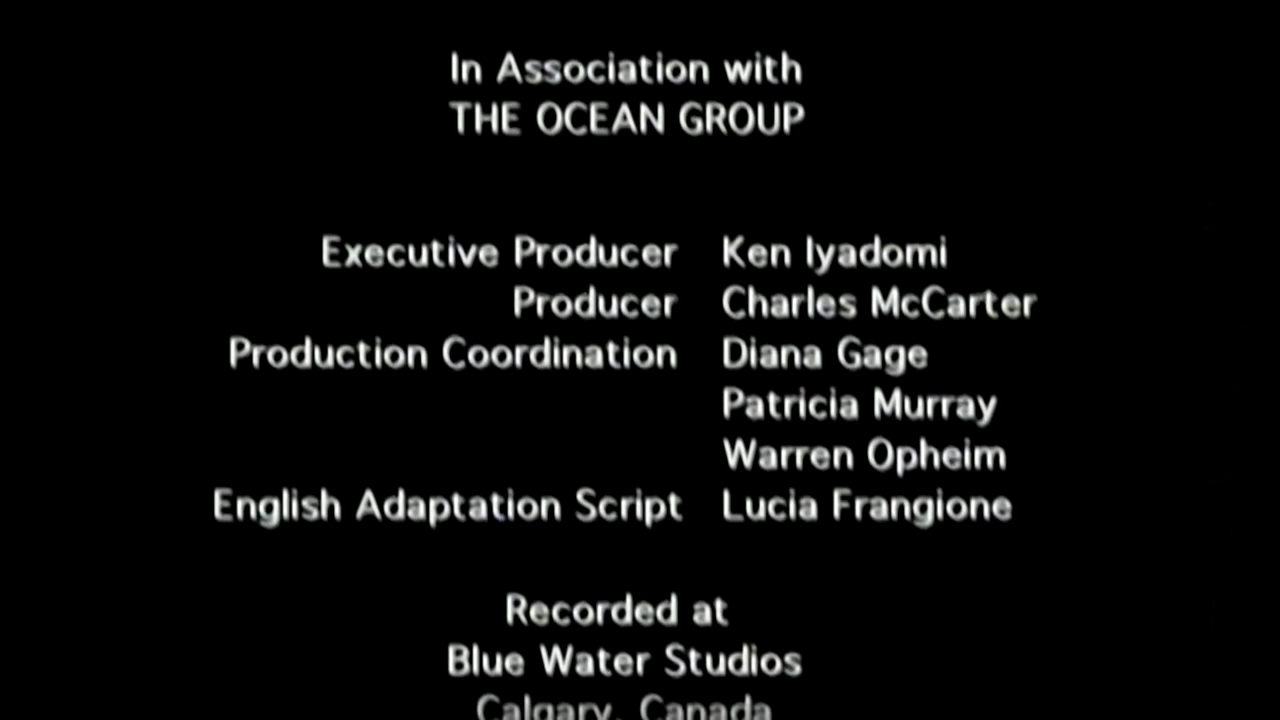 In Association with
THE OCEAN GROUP
Executive Producer Ken Iyadomi
Producer Charles McCarter
Production Coordination Diana Gage
Patricia Murray
Warren Opheim
English Adaptation Script Lucia Frangione
Recorded at
Blue Water Studios
Calgary, Canada